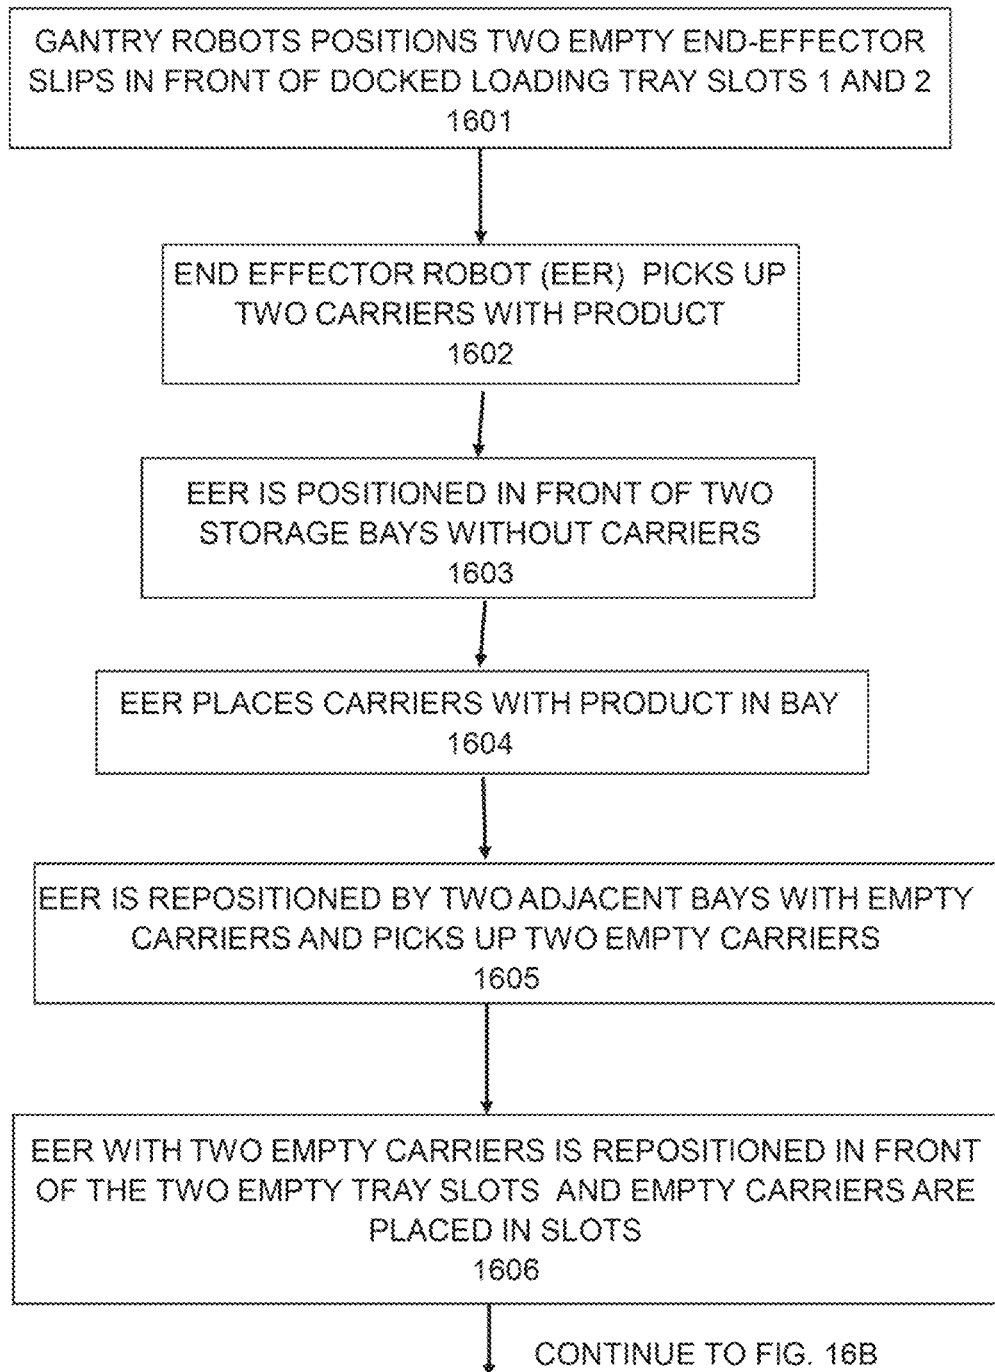 GANTRY ROBOTS POSITIONS TWO EMPTY END-EFFECTOR
SLIPS IN FRONT OF DOCKED LOADING TRAY SLOTS 1 AND 2
1601
END EFFECTOR ROBOT (EER) PICKS UP
TWO CARRIERS WITH PRODUCT
1602
EER IS POSITIONED IN FRONT OF TWO
STORAGE BAYS WITHOUT CARRIERS
1603
EER PLACES CARRIERS WITH PRODUCT IN BAY
1604
EER IS REPOSITIONED BY TWO ADJACENT BAYS WITH EMPTY
CARRIERS AND PICKS UP TWO EMPTY CARRIERS
1605
EER WITH TWO EMPTY CARRIERS IS REPOSITIONED IN FRONT
OF THE TWO EMPTY TRAY SLOTS AND EMPTY CARRIERS ARE
PLACED IN SLOTS
1606
CONTINUE TO FIG. 16B